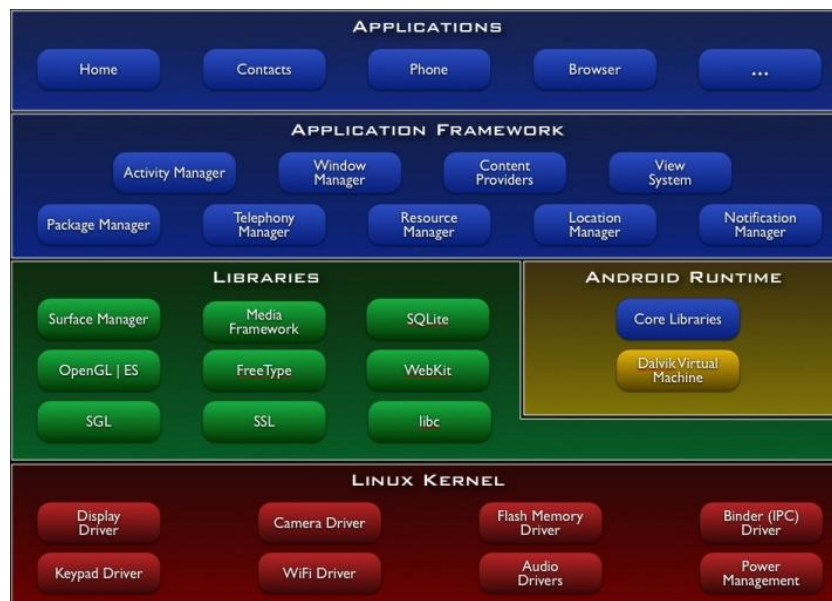 APPLICATIONS
Home
Contacts
Phone
Browser
...
APPLICATION FRAMEWORK
Activity Manager
Window
Manager
Content
Providers
View
System
Package Manager
Telephony
Manager
Resource
Manager
Location
Manager
Notification
Manager
LIBRARIES
Surface Manager
Media
Framework
SQLite
OpenGL | ES
FreeType
WebKit
SGL
SSL
libc
ANDROID RUNTIME
Core Libraries
Dalvik Virtual
Machine
LINUX KERNEL
Display
Driver
Camera Driver
Flash Memory
Driver
Binder (IPC)
Driver
Keypad Driver
WiFi Driver
Audio
Drivers
Power
Management